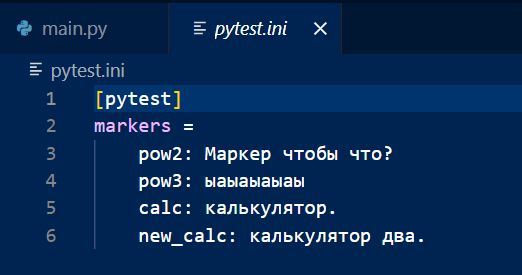 main.py pytest.ini
pytest.ini
1 [pytest]
2 markers =
3 pow2: Маркер чтобы что?
4 pow3: ыаыаыаыаы
5 calc: калькулятор.
6 new_calc: калькулятор два.